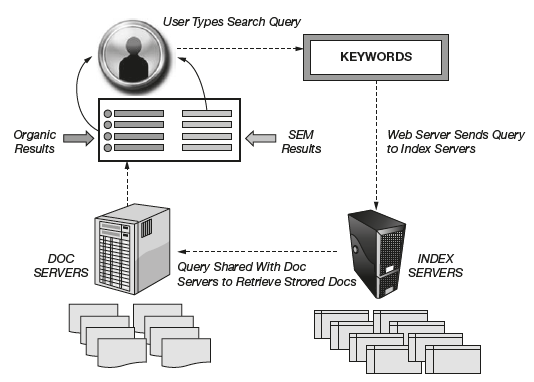 User Types Search Query
KEYWORDS
Organic
Results
SEM
Results
Web Server Sends Query
to Index Servers
DOC
SERVERS
Query Shared With Doc
Servers to Retrieve Strored Docs
INDEX
SERVERS